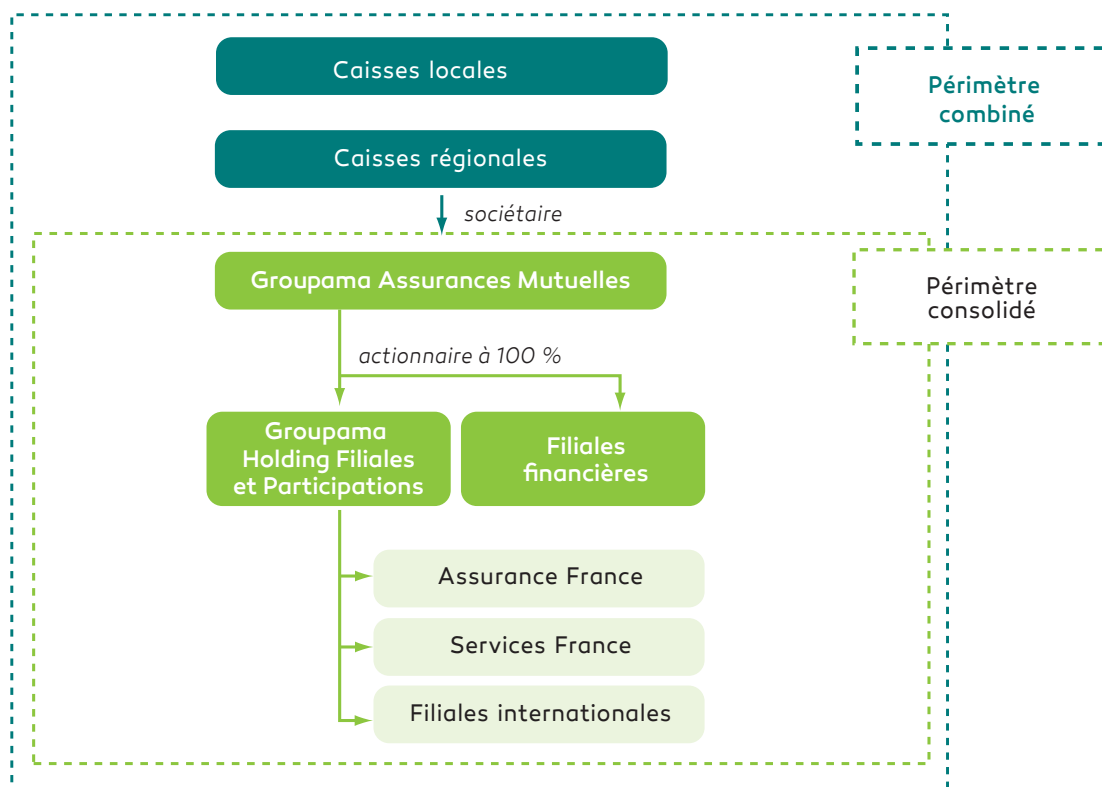 Caisses locales
Périmètre
combiné
Caisses régionales
sociétaire
Groupama Assurances Mutuelles
Périmètre
consolidé
actionnaire à 100 %
Groupama
Holding Filiales
et Participations
Filiales
financières
Assurance France
Services France
Filiales internationales